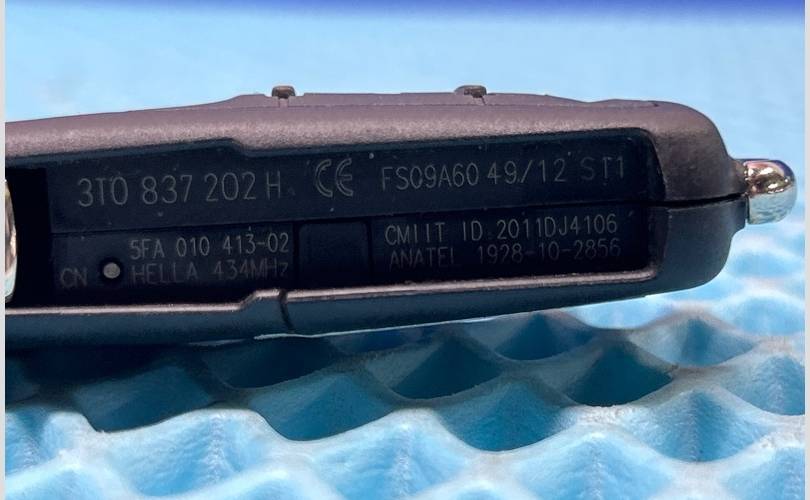 3T0 837 202 H CE FS09A60 49/12 ST1
5FA 010 413-02
CN HELLA 434MHz
CMIIT ID 2011DJ4106
ANATEL 1928-10-2856